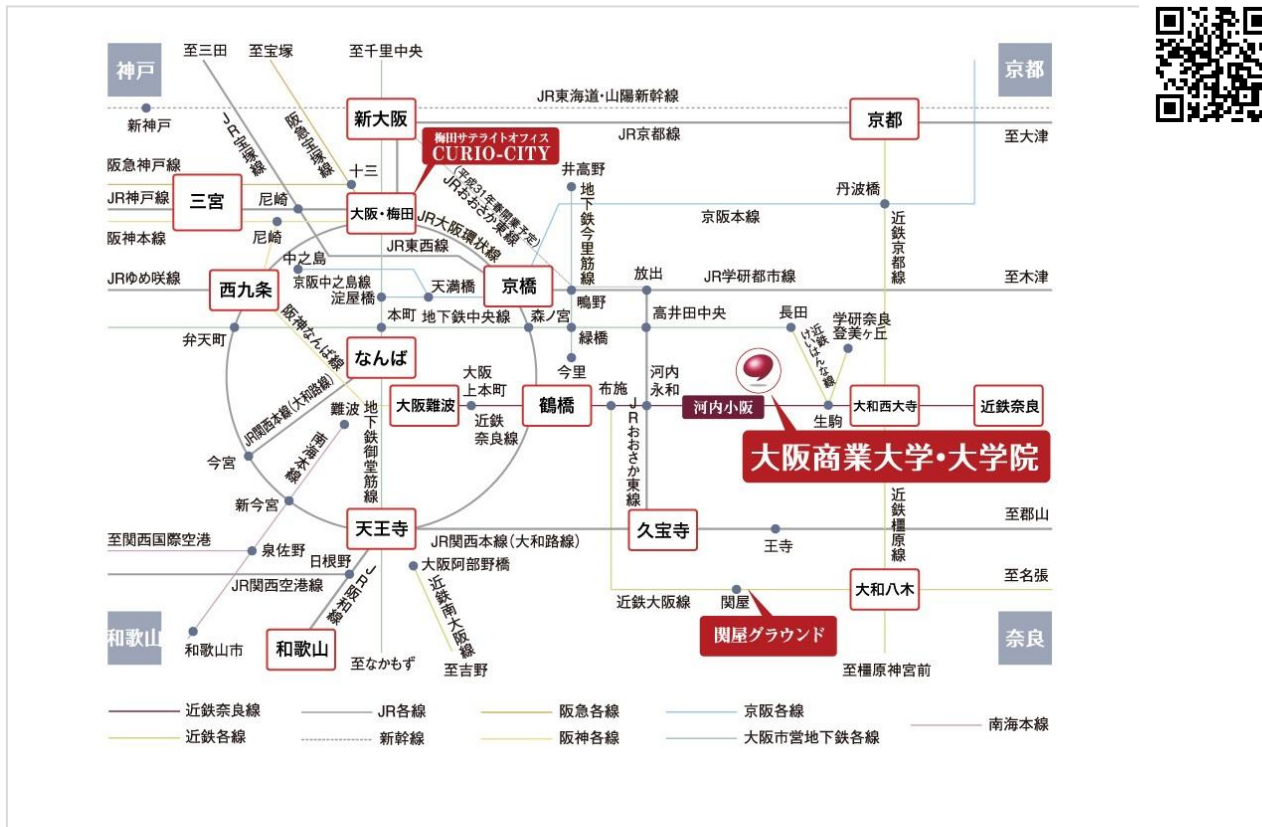 神戸
至三田
至宝塚
至千里中央
京都
JR東海道・山陽新幹線
新神戸
JR宝塚線
阪急宝塚線
新大阪
京都
JR京都線
至大津
梅田サテライトオフィス
CURIO-CITY
阪急神戸線
十三
井高野
(平成31年春開業予定)
JRおおさか東線
地下鉄今里筋線
丹波橋
JR神戸線
三宮
尼崎
大阪・梅田
JR大阪環状線
京阪本線
近鉄京都線
阪神本線
尼崎
JR東西線
中之島
JRゆめ咲線
西九条
京阪中之島線
淀屋橋
天満橋
京橋
放出
JR学研都市線
至木津
鴫野
弁天町
本町
地下鉄中央線
森ノ宮
緑橋
高井田中央
長田
学研奈良
登美ヶ丘
近鉄
けいはんな線
阪神なんば線
なんば
今里
大阪
上本町
布施
河内
永和
大阪難波
鶴橋
河内小阪
生駒
大和西大寺
近鉄奈良
JR関西本線(大和路線)
難波
地下鉄御堂筋線
近鉄
奈良線
JRおおさか東線
大阪商業大学・大学院
今宮
南海本線
新今宮
天王寺
JR関西本線(大和路線)
久宝寺
王寺
近鉄橿原線
至郡山
至関西国際空港
泉佐野
日根野
大阪阿部野橋
JR関西空港線
JR阪和線
近鉄南大阪線
近鉄大阪線
関屋
大和八木
至名張
和歌山
和歌山市
和歌山
至なかもず
至吉野
関屋グラウンド
至橿原神宮前
奈良
近鉄奈良線
JR各線
阪急各線
京阪各線
南海本線
近鉄各線
新幹線
阪神各線
大阪市営地下鉄各線